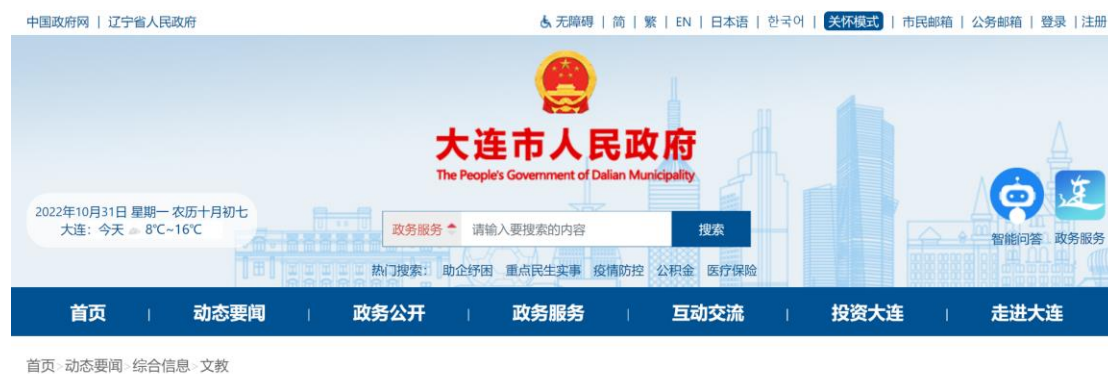 中国政府网 | 辽宁省人民政府
无障碍 | 简 | 繁 | EN | 日本语 | 한국어 | 关怀模式 | 市民邮箱 | 公务邮箱 | 登录 | 注册
大连市人民政府
The People's Government of Dalian Municipality
2022年10月31日 星期一 农历十月初七
大连：今天 8℃~16℃
政务服务 请输入要搜索的内容 搜索
智能问答 政务服务
连
热门搜索： 助企纾困 重点民生实事 疫情防控 公积金 医疗保险
首页 | 动态要闻 | 政务公开 | 政务服务 | 互动交流 | 投资大连 | 走进大连
首页>动态要闻>综合信息>文教